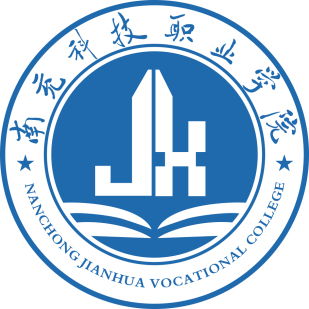 南充科技职业学院
JX
NANCHONG JIANHUA VOCATIONAL COLLEGE